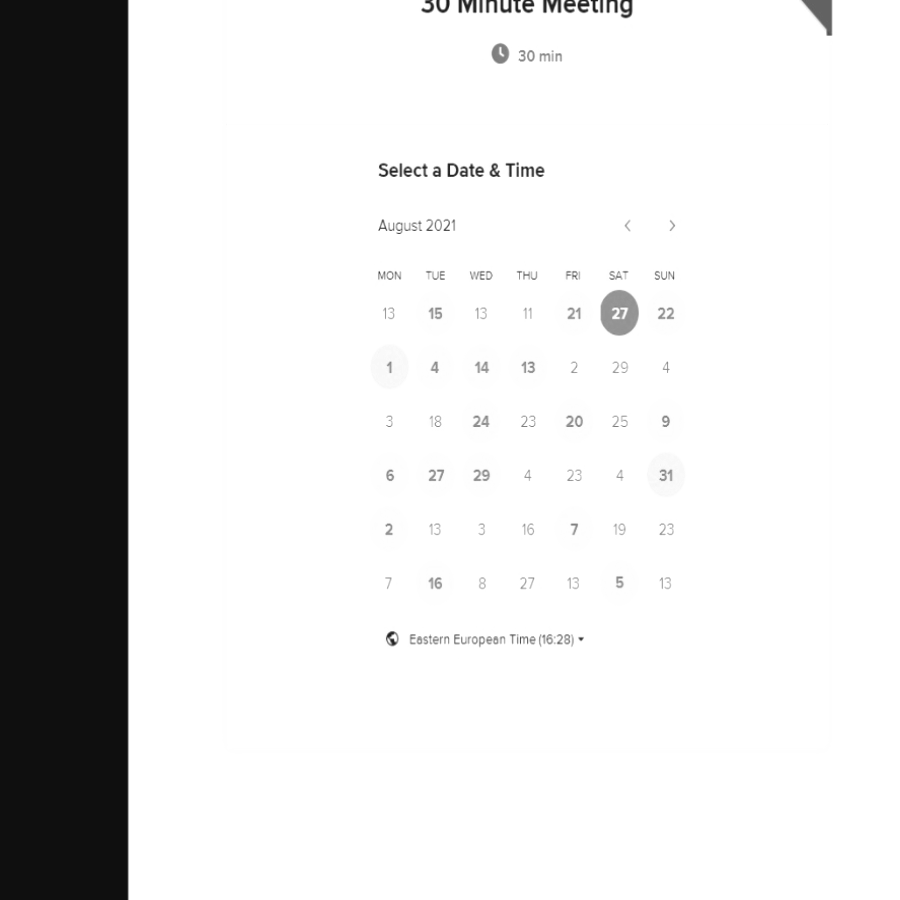 30 Minute Meeting
30 min
Select a Date & Time
August 2021
MON TUE WED THU FRI SAT SUN
13 15 13 11 21 27 22
1 4 14 13 2 29 4
3 18 24 23 20 25 9
6 27 29 4 23 4 31
2 13 3 16 7 19 23
7 16 8 27 13 5 13
Eastern European Time (16:28)